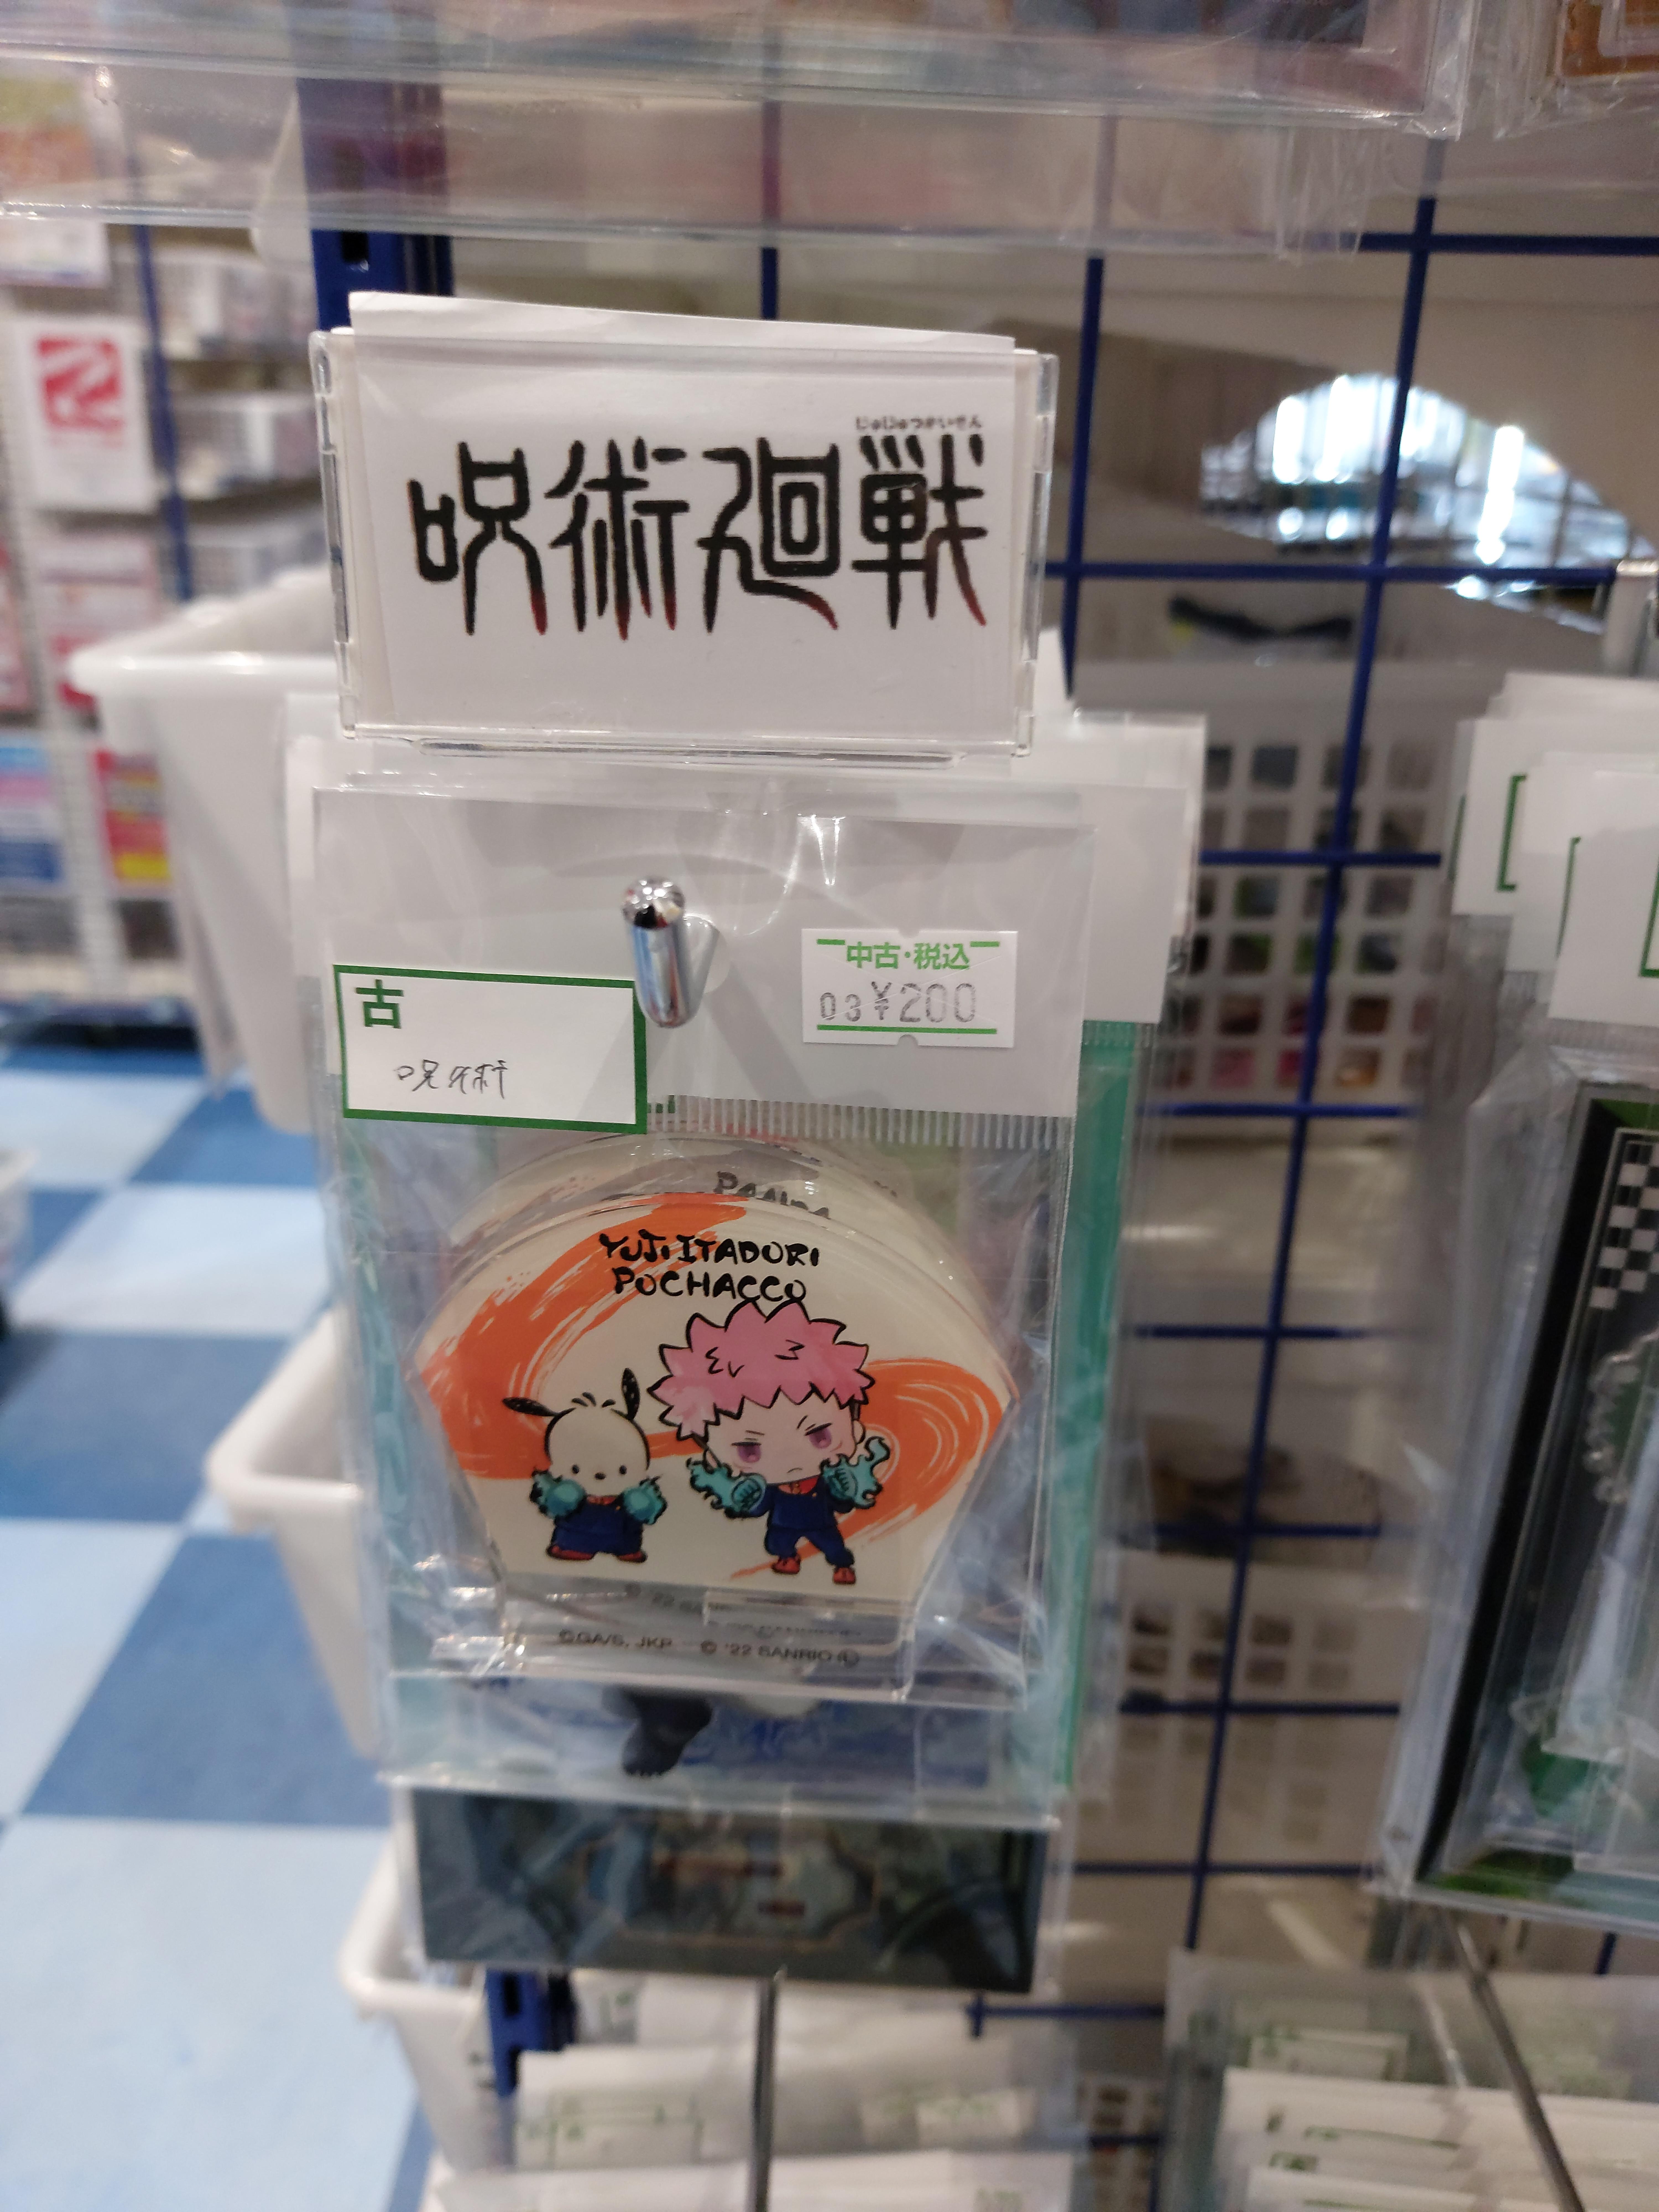 じゅじゅつかいせん
呪術廻戦
中古・税込
03¥200
古
呪術
PANDA
YUJI ITADORI
POCHACCO
©GA/S, JKP © '22 SANRIO Ⓛ